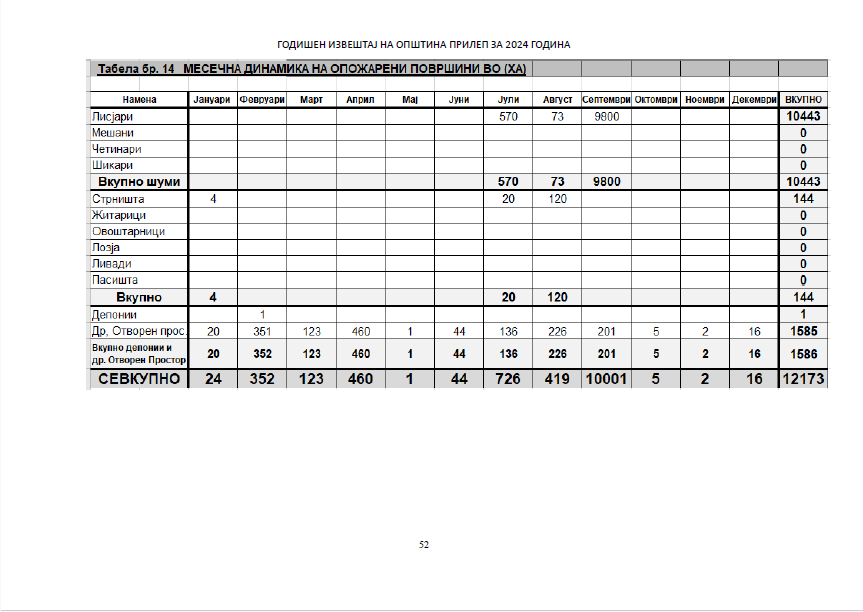 ГОДИШЕН ИЗВЕШТАЈ НА ОПШТИНА ПРИЛЕП ЗА 2024 ГОДИНА
Табела бр. 14 МЕСЕЧНА ДИНАМИКА НА ОПОЖАРЕНИ ПОВРШИНИ ВО (ХА)
Намена Јануари Февруари Март Април Мај Јуни Јули Август Септември Октомври Ноември Декември ВКУПНО
Лисјари 570 73 9800 10443
Мешани 0
Четинари 0
Шикари 0
Вкупно шуми 570 73 9800 10443
Стрништа 4 20 120 144
Житарици 0
Овоштарници 0
Лозја 0
Ливади 0
Пасишта 0
Вкупно 4 20 120 144
Депонии 1 1
Др, Отворен прос. 20 351 123 460 1 44 136 226 201 5 2 16 1585
Вкупно депонии и
др. Отворен Простор 20 352 123 460 1 44 136 226 201 5 2 16 1586
СЕВКУПНО 24 352 123 460 1 44 726 419 10001 5 2 16 12173
52